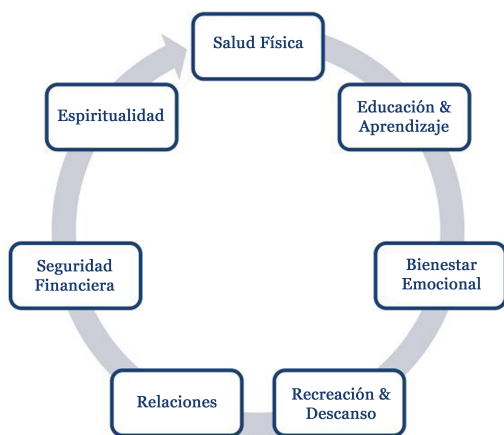 Salud Física
Educación &
Aprendizaje
Bienestar
Emocional
Recreación &
Descanso
Relaciones
Seguridad
Financiera
Espiritualidad